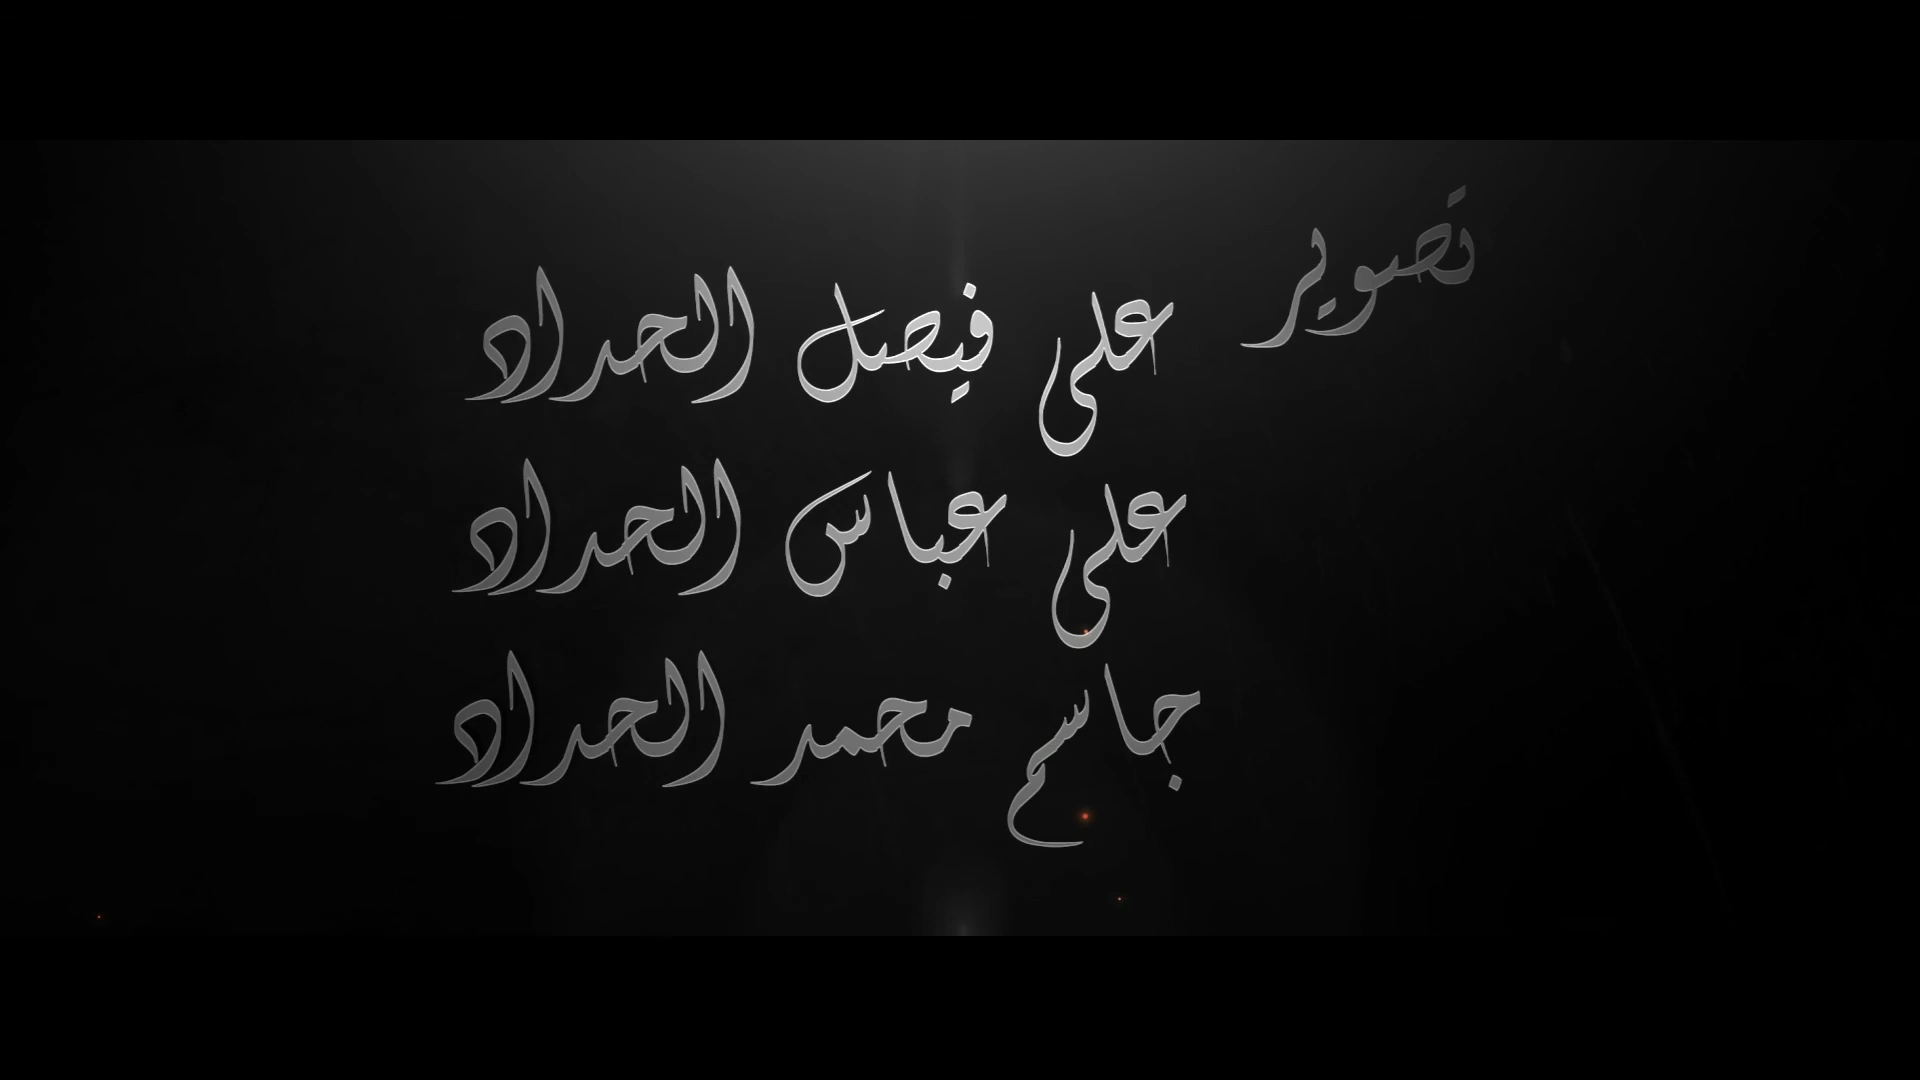 تصوير
على فيصل الحداد
على عباس الحداد
جاسم محمد الحداد